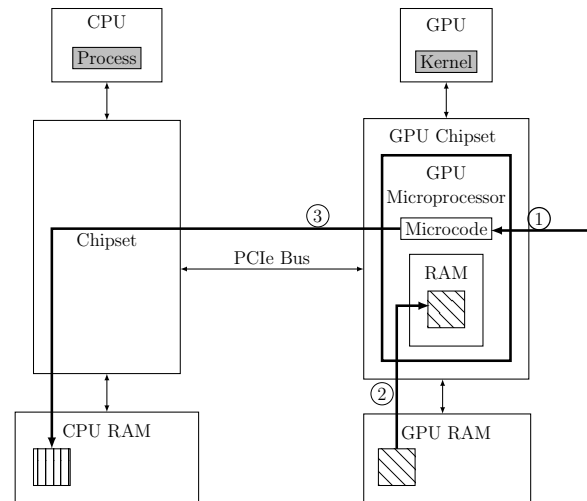 CPU
Process
GPU
Kernel
GPU Chipset
GPU
Microprocessor
Microcode
1
3
Chipset
PCIe Bus
RAM
2
CPU RAM
GPU RAM